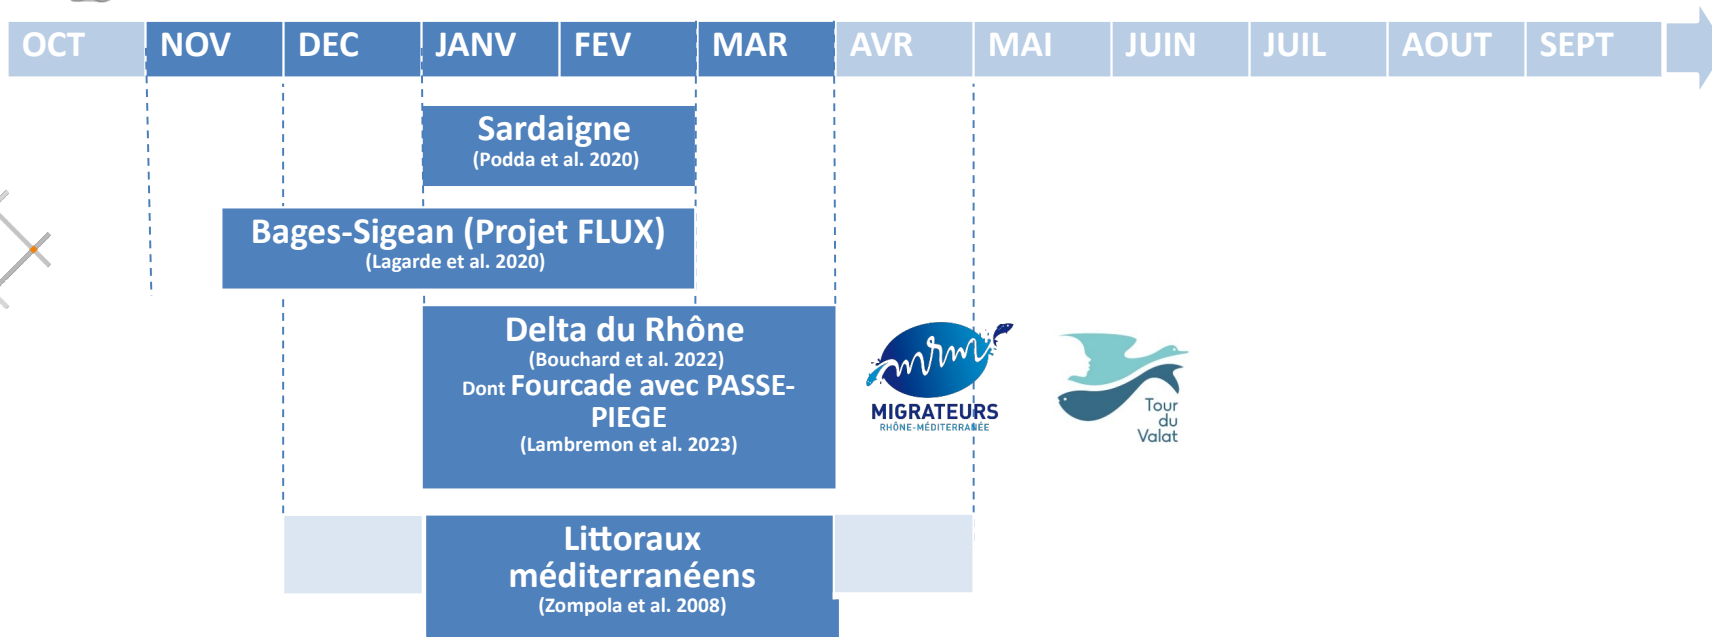 OCT NOV DEC JANV FEV MAR AVR MAI JUIN JUIL AOUT SEPT
Sardaigne
(Podda et al. 2020)
Bages-Sigean (Projet FLUX)
(Lagarde et al. 2020)
Delta du Rhône
(Bouchard et al. 2022)
Dont Fourcade avec PASSE-
PIEGE
(Lambremon et al. 2023)
mrm
MIGRATEURS
RHÔNE-MÉDITERRANÉE
Tour
du
Valat
Littoraux
méditerranéens
(Zompola et al. 2008)